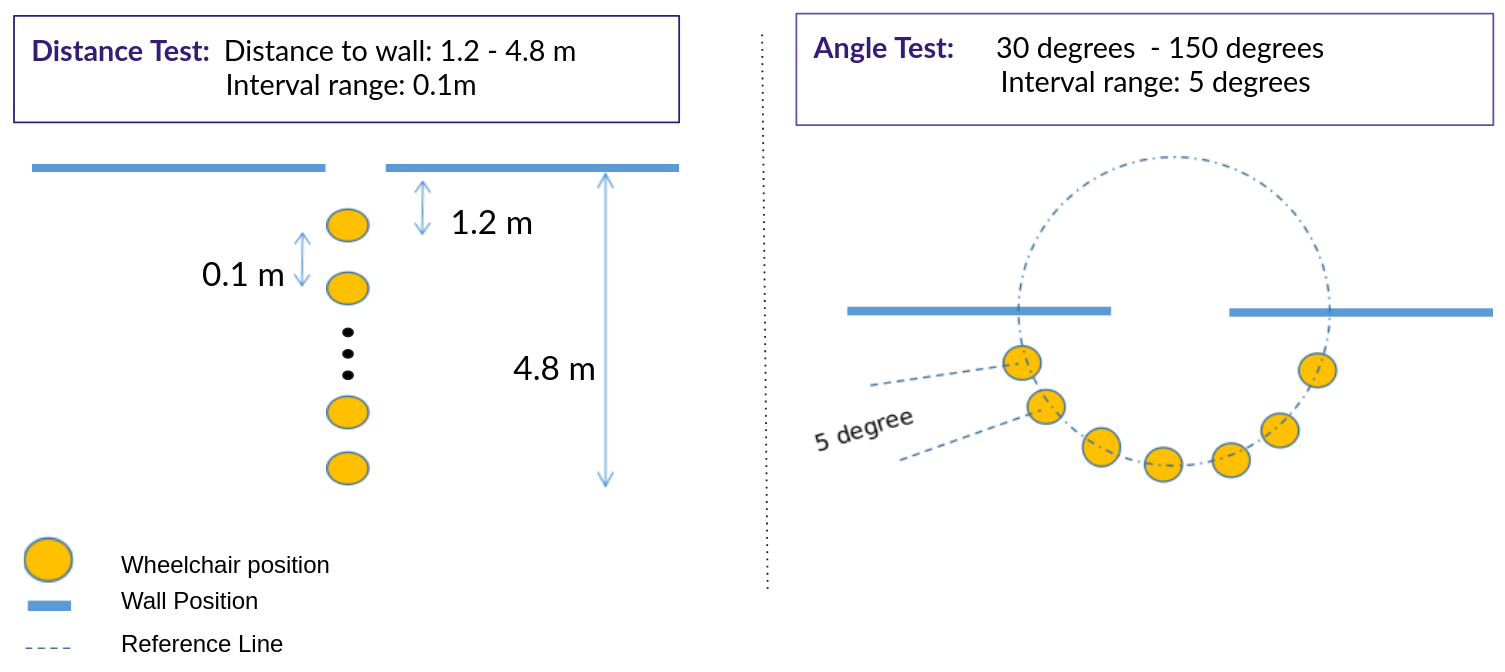 Distance Test: Distance to wall: 1.2 - 4.8 m
Interval range: 0.1m
Angle Test: 30 degrees - 150 degrees
Interval range: 5 degrees
1.2 m
0.1 m
4.8 m
5 degree
Wheelchair position
Wall Position
Reference Line